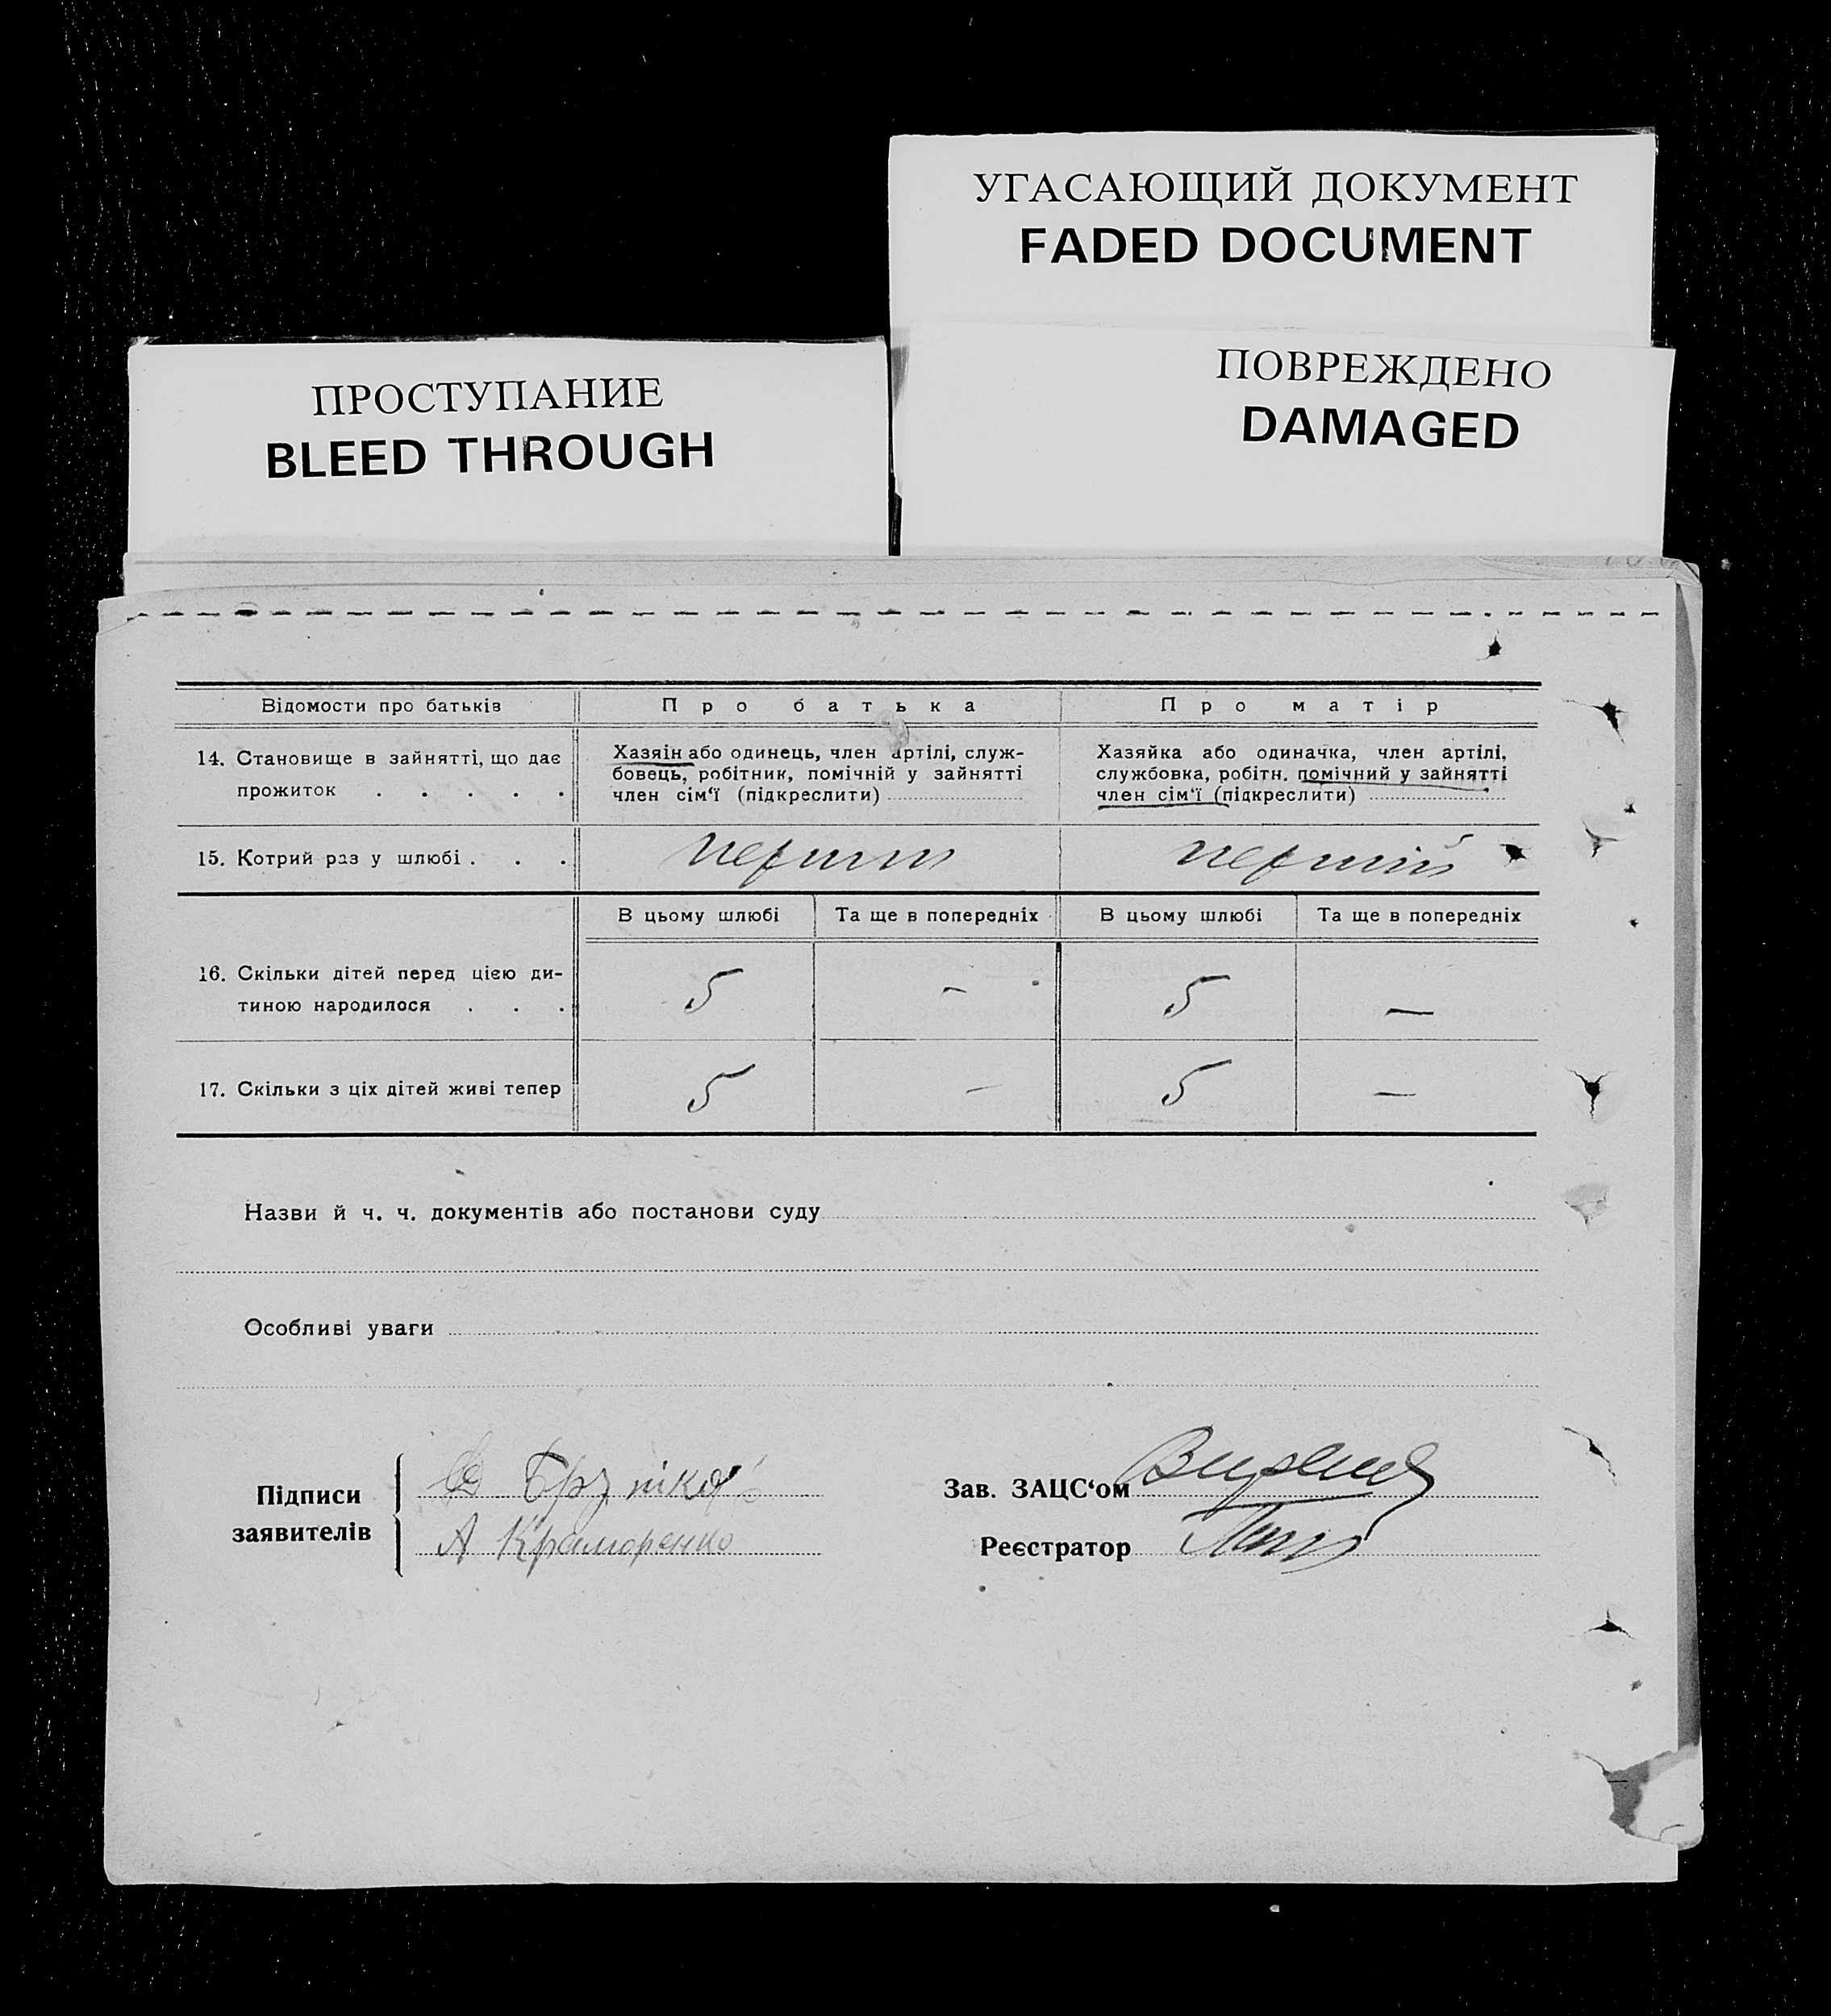 УГАСАЮЩИЙ ДОКУМЕНТ
FADED DOCUMENT
ПОВРЕЖДЕНО
DAMAGED
ПРОСТУПАНИЕ
BLEED THROUGH
Відомости про батьків
Про батька
Про матір
14. Становище в зайнятті, що дає
прожиток . . . . .
Хазяін або одинець, член артілі, служ-
бовець, робітник, помічній у зайнятті
член сім‘ї (підкреслити)
Хазяйка або одиначка, член артілі,
службовка, робітн. помічний у зайнятті
член сім‘ї (підкреслити)
15. Котрий раз у шлюбі . . .
перший
перший
В цьому шлюбі
Та ще в попередніх
В цьому шлюбі
Та ще в попередніх
16. Скільки дітей перед цією ди-
тиною народилося . . .
5
-
5
—
17. Скільки з ціх дітей живі тепер
5
-
5
—
Назви й ч. ч. документів або постанови суду
Особливі уваги
Підписи
заявителів
А Краморенко
Зав. ЗАЦС‘ом
Реєстратор